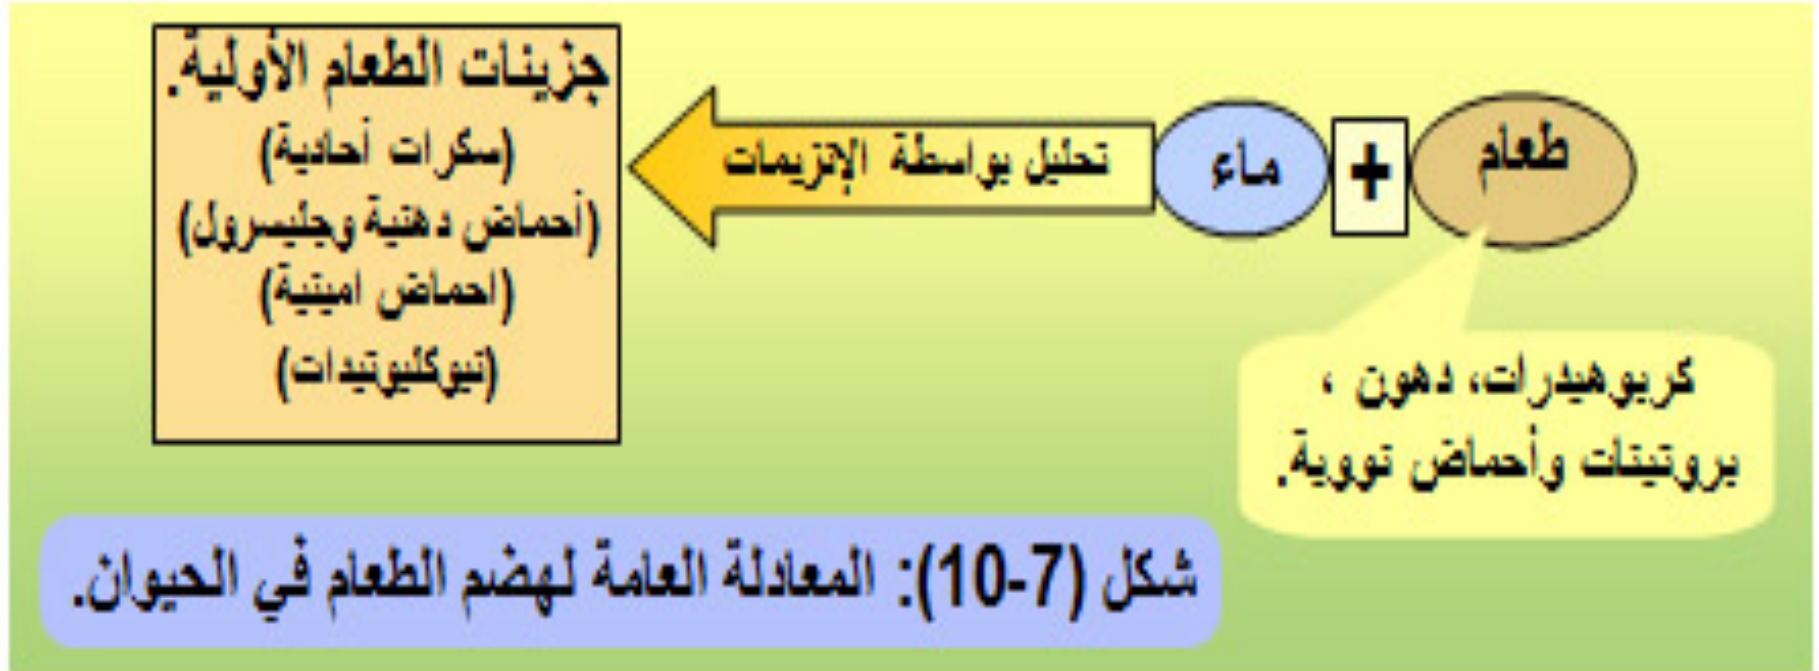 طعام
+
ماء
تحليل بواسطة الإنزيمات
جزيئات الطعام الأولية.
(سكرات أحادية)
(أحماض دهنية وجليسرول)
(احماض امينية)
(نيوكليوتيدات)
كربوهيدرات، دهون ،
بروتينات وأحماض نووية.
شكل (7-10): المعادلة العامة لهضم الطعام في الحيوان.